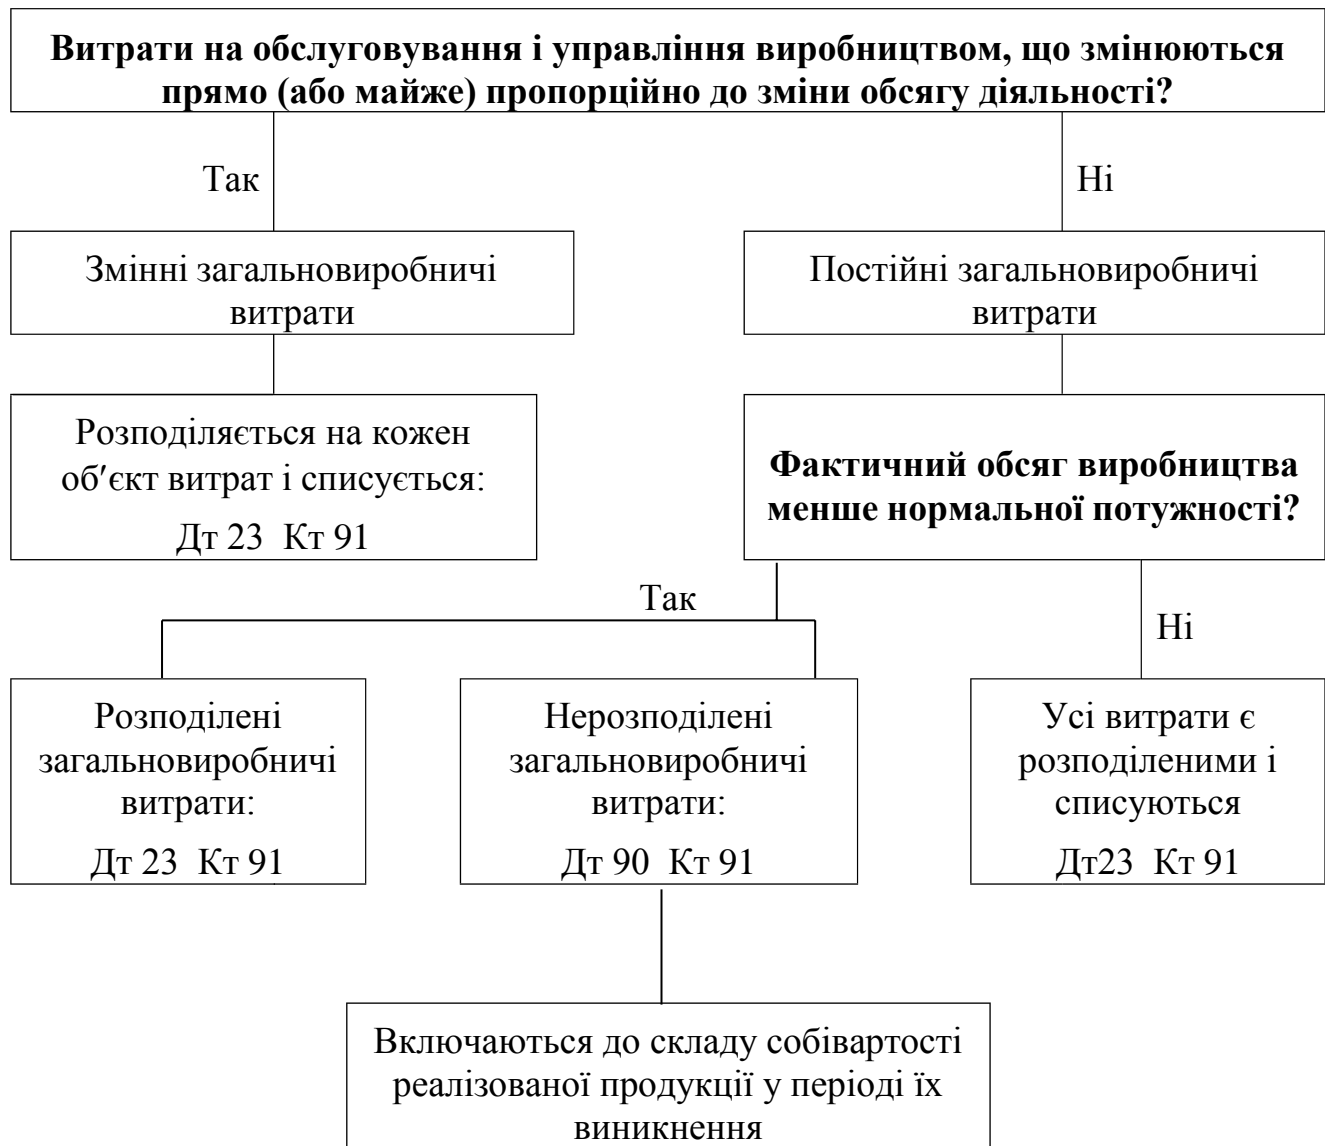 Витрати на обслуговування і управління виробництвом, що змінюються
прямо (або майже) пропорційно до зміни обсягу діяльності?
Так
Ні
Змінні загальновиробничі
витрати
Постійні загальновиробничі
витрати
Розподіляється на кожен
об′єкт витрат і списується:
Дт 23 Кт 91
Фактичний обсяг виробництва
менше нормальної потужності?
Так
Ні
Розподілені
загальновиробничі
витрати:
Дт 23 Кт 91
Нерозподілені
загальновиробничі
витрати:
Дт 90 Кт 91
Усі витрати є
розподіленими і
списуються
Дт23 Кт 91
Включаються до складу собівартості
реалізованої продукції у періоді їх
виникнення